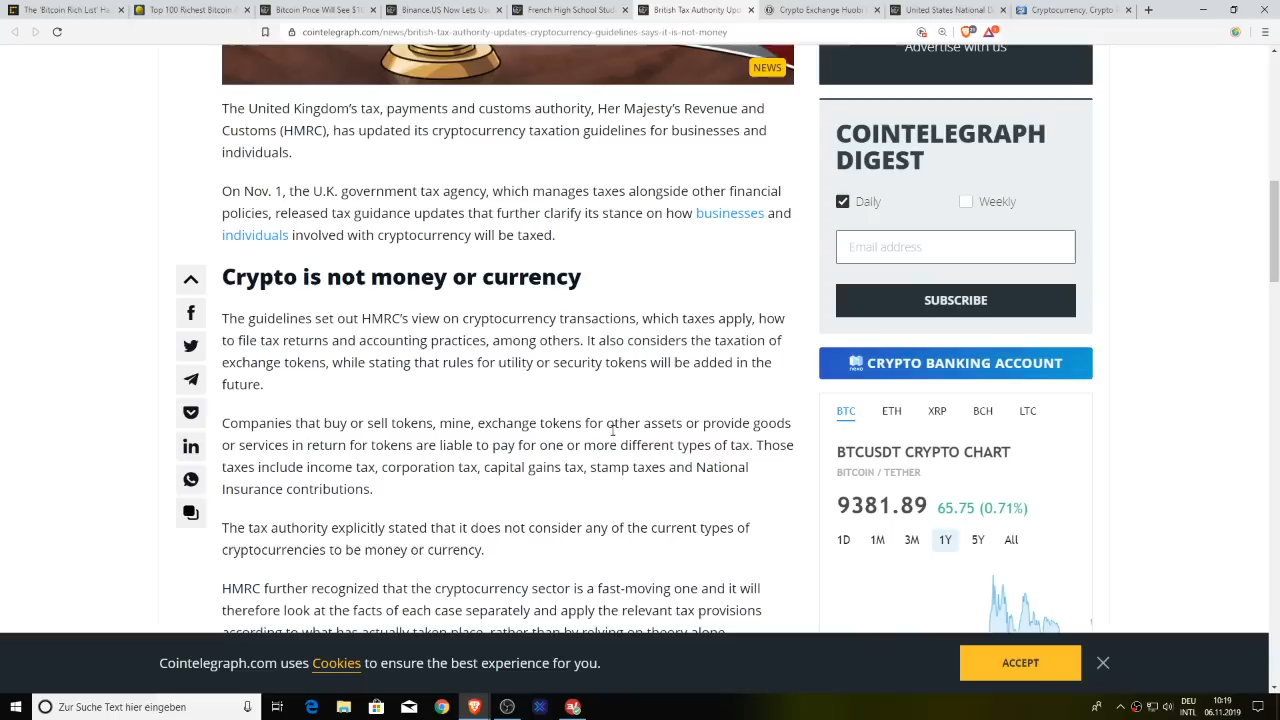 The 'Bitcoin Rich List' Ha
Top 100 Richest Bitcoin A
Bitcoin Price Will See $10
Binance.US Now Lets Use
French High School Stud
British Tax Authority Up
Crypto Exchange Huobi
United States National D
Cryptocurrency, Crypto
cointelegraph.com/news/british-tax-authority-updates-cryptocurrency-guidelines-says-it-is-not-money
Advertise with us
NEWS
The United Kingdom's tax, payments and customs authority, Her Majesty's Revenue and
Customs (HMRC), has updated its cryptocurrency taxation guidelines for businesses and
individuals.
On Nov. 1, the U.K. government tax agency, which manages taxes alongside other financial
policies, released tax guidance updates that further clarify its stance on how businesses and
individuals involved with cryptocurrency will be taxed.
Crypto is not money or currency
The guidelines set out HMRC's view on cryptocurrency transactions, which taxes apply, how
to file tax returns and accounting practices, among others. It also considers the taxation of
exchange tokens, while stating that rules for utility or security tokens will be added in the
future.
Companies that buy or sell tokens, mine, exchange tokens for other assets or provide goods
or services in return for tokens are liable to pay for one or more different types of tax. Those
taxes include income tax, corporation tax, capital gains tax, stamp taxes and National
Insurance contributions.
The tax authority explicitly stated that it does not consider any of the current types of
cryptocurrencies to be money or currency.
HMRC further recognized that the cryptocurrency sector is a fast-moving one and it will
therefore look at the facts of each case separately and apply the relevant tax provisions
according to what has actually taken place, rather than by relying on theory alone.
COINTELEGRAPH
DIGEST
Daily
Weekly
Email address
SUBSCRIBE
nexo
CRYPTO BANKING ACCOUNT
BTC ETH XRP BCH LTC
BTCUSDT CRYPTO CHART
BITCOIN / TETHER
9381.89 65.75 (0.71%)
1D 1M 3M 1Y 5Y All
Cointelegraph.com uses Cookies to ensure the best experience for you.
ACCEPT
Zur Suche Text hier eingeben
DEU
INTL
10:19
06.11.2019